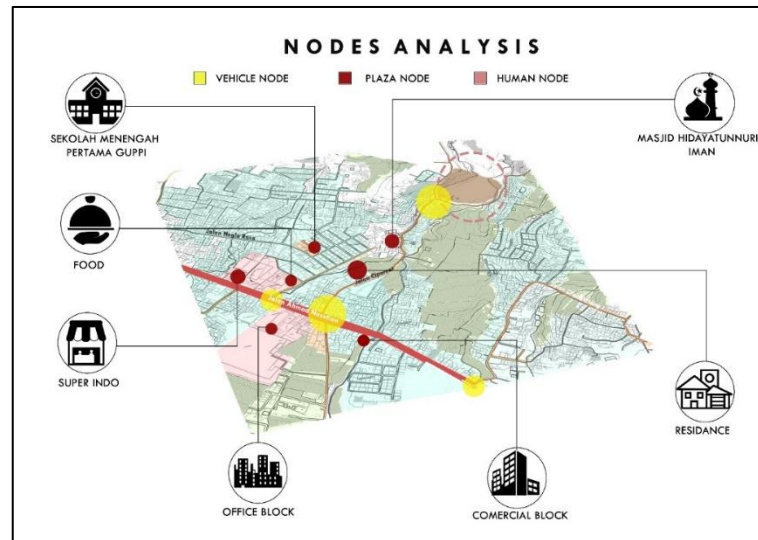 NODES ANALYSIS
VEHICLE NODE
PLAZA NODE
HUMAN NODE
SEKOLAH MENENGAH
PERTAMA GUPPI
MASJID HIDAYATUNNURI
IMAN
FOOD
SUPER INDO
RESIDANCE
OFFICE BLOCK
COMERCIAL BLOCK